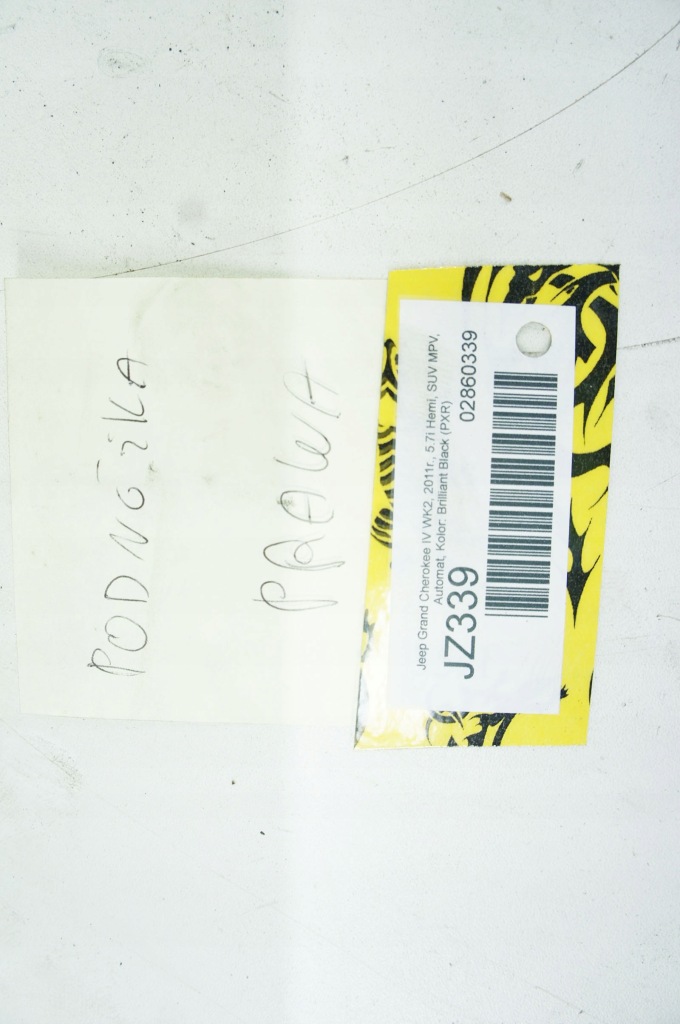 PODNÓŻKA
PRAWA
Jeep Grand Cherokee IV WK2, 2011r., 5.7i Hemi, SUV MPV,
Automat, Kolor: Brilliant Black (PXR)
JZ339 02860339